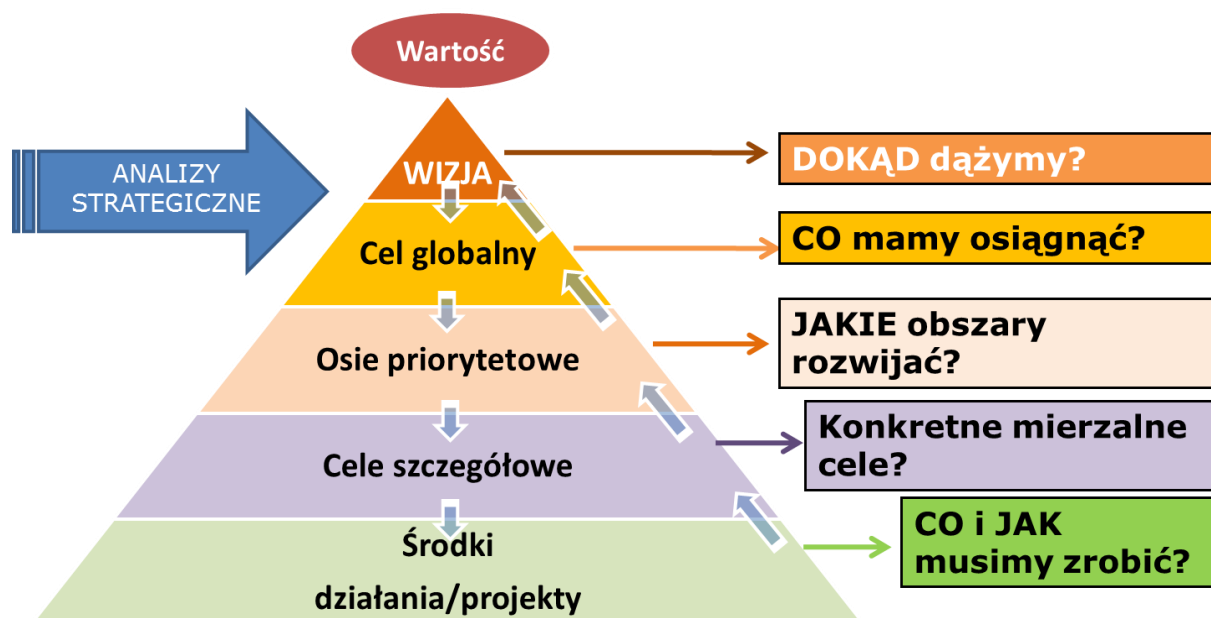 Wartość
ANALIZY
STRATEGICZNE
WIZJA
DOKĄD dążymy?
Cel globalny
CO mamy osiągnąć?
Osie priorytetowe
JAKIE obszary
rozwijać?
Cele szczegółowe
Konkretne mierzalne
cele?
Środki
działania/projekty
CO i JAK
musimy zrobić?